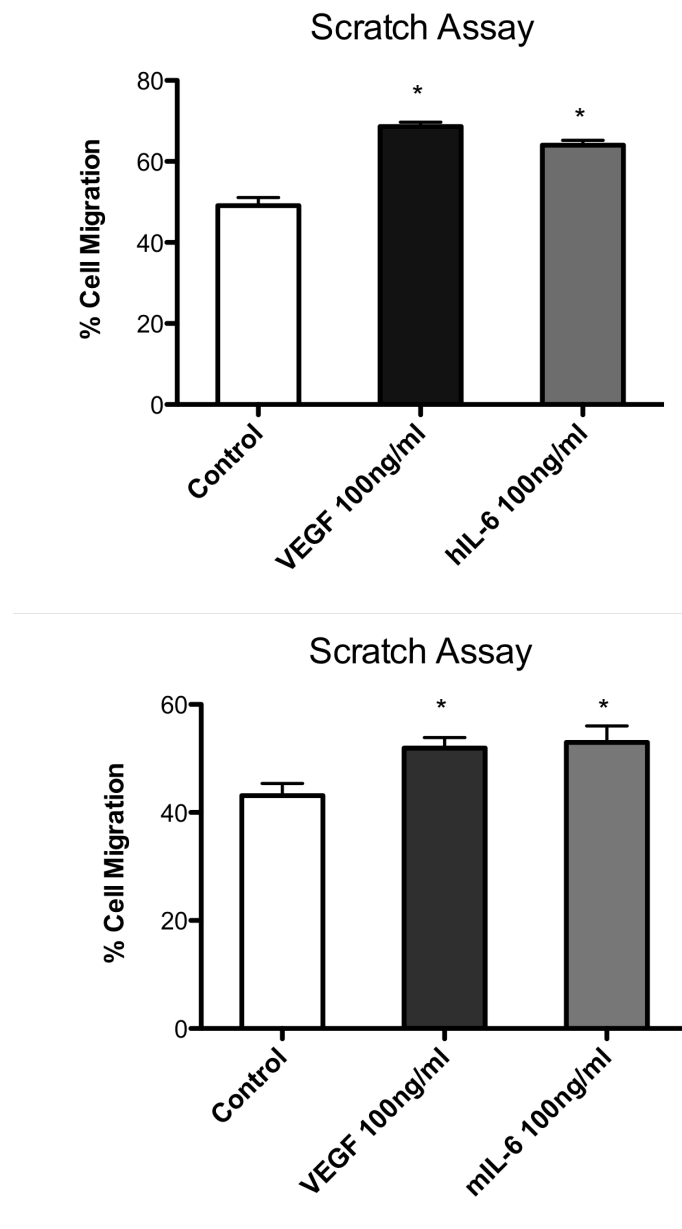 Scratch Assay
*
*
80
60
40
20
0
% Cell Migration
Control
VEGF 100ng/ml
hIL-6 100ng/ml
Scratch Assay
*
*
60
40
20
0
% Cell Migration
Control
VEGF 100ng/ml
mIL-6 100ng/ml